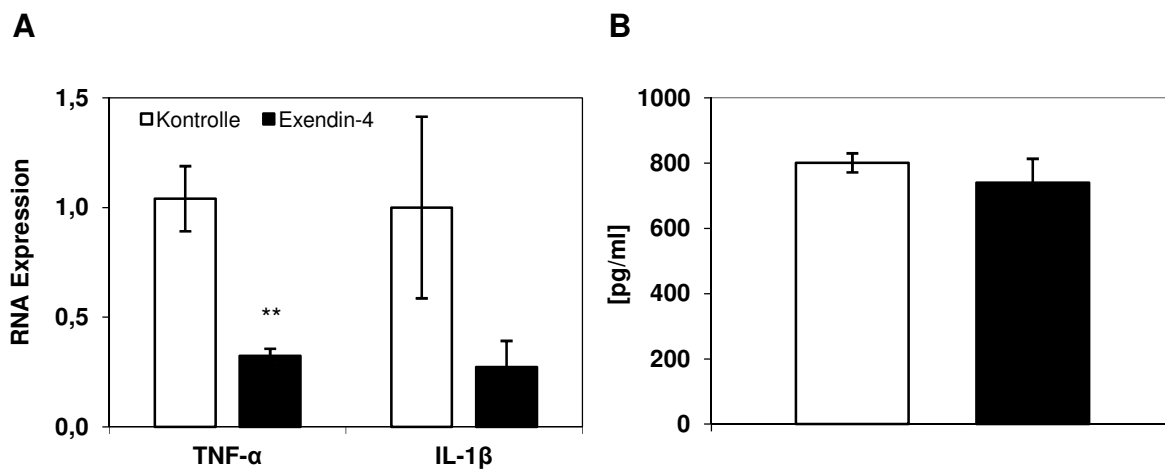 A
B
1,5
1,0
0,5
0,0
RNA Expression
Kontrolle Exendin-4
**
TNF-α IL-1β
1000
800
600
400
200
0
[pg/ml]